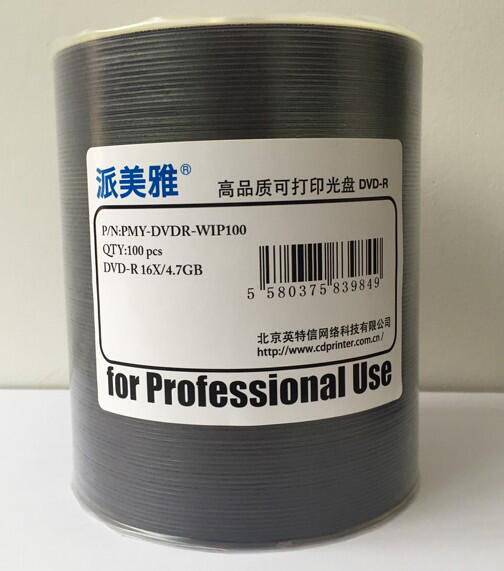 派美雅®
高品质可打印光盘 DVD-R
P/N:PMY-DVDR-WIP100
QTY:100 pcs
DVD-R 16X/4.7GB
5 580375 839849
北京英特信网络科技有限公司
http://www.cdprinter.com.cn/
for Professional Use